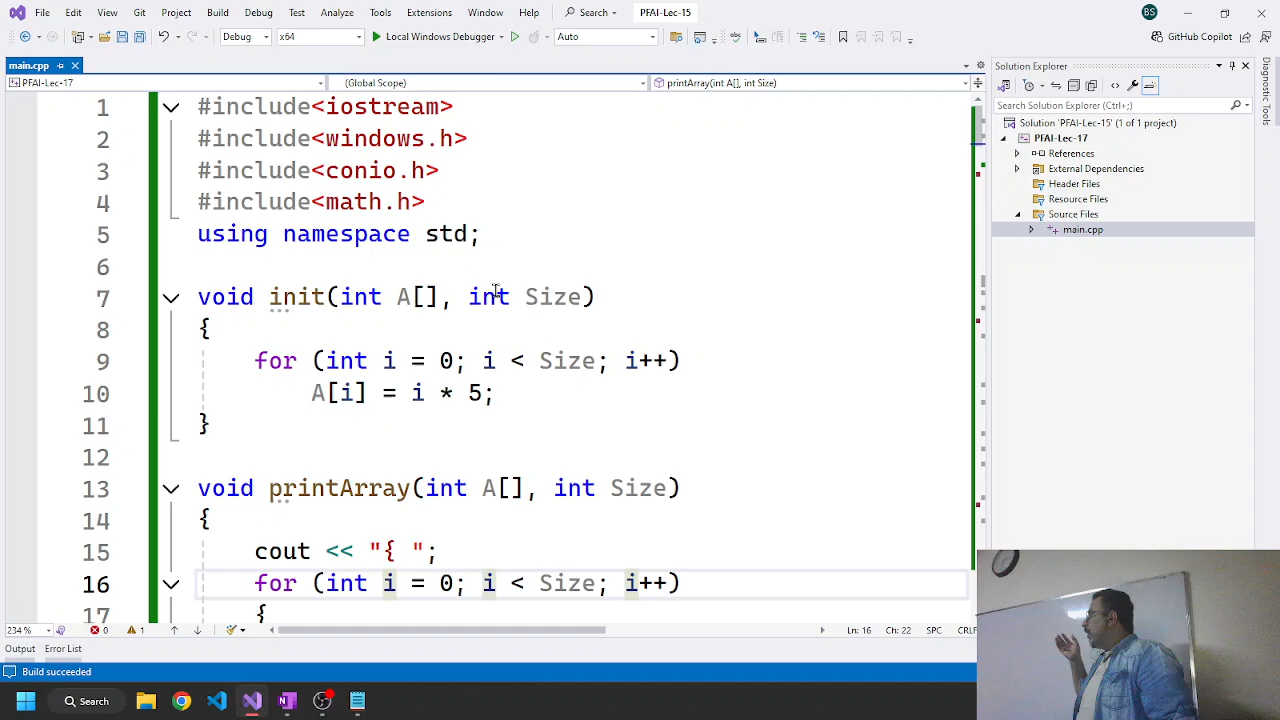 File Edit View Git Project Build Debug Test Analyze Tools Extensions Window Help Search PFAI-Lec-15 BS
Debug x64 Local Windows Debugger Auto GitHub Copilot
main.cpp
PFAI-Lec-17 (Global Scope) printArray(int A[], int Size)
1 #include<iostream>
2 #include<windows.h>
3 #include<conio.h>
4 #include<math.h>
5 using namespace std;
6
7 void init(int A[], int Size)
8 {
9 for (int i = 0; i < Size; i++)
10 A[i] = i * 5;
11 }
12
13 void printArray(int A[], int Size)
14 {
15 cout << "{ ";
16 for (int i = 0; i < Size; i++)
17 {
234 % 0 1 Ln: 16 Ch: 22 SPC CRLF
Output Error List
Build succeeded
Search
Solution Explorer
Search Solution Explorer (Ctrl+;)
Solution 'PFAI-Lec-15' (1 of 1 project)
PFAI-Lec-17
References
External Dependencies
Header Files
Resource Files
Source Files
main.cpp
Diagnostic Tools